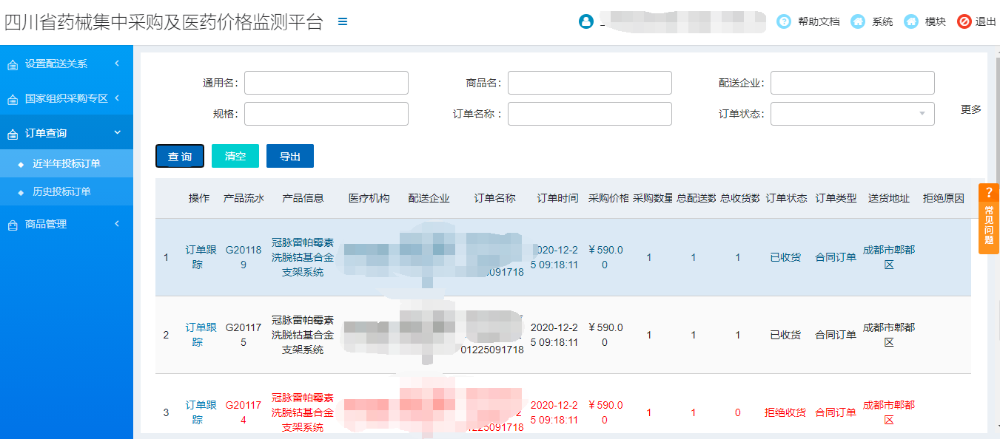 四川省药械集中采购及医药价格监测平台
帮助文档 系统 模块 退出
设置配送关系
国家组织采购专区
订单查询
近半年投标订单
历史投标订单
商品管理
通用名: 商品名: 配送企业:
规格: 订单名称: 订单状态: 更多
查 询 清空 导出
操作 产品流水 产品信息 医疗机构 配送企业 订单名称 订单时间 采购价格 采购数量 总配送数 总收货数 订单状态 订单类型 送货地址 拒绝原因
1 订单跟踪 G201189 冠脉雷帕霉素洗脱钴基合金支架系统 091718 2020-12-25 09:18:11 ￥590.00 1 1 1 已收货 合同订单 成都市郫都区
2 订单跟踪 G201175 冠脉雷帕霉素洗脱钴基合金支架系统 01225091718 2020-12-25 09:18:11 ￥590.00 1 1 1 已收货 合同订单 成都市郫都区
3 订单跟踪 G201174 冠脉雷帕霉素洗脱钴基合金支架系统 1225091718 2020-12-25 09:18:11 ￥590.00 1 1 0 拒绝收货 合同订单 成都市郫都区
?
常见问题